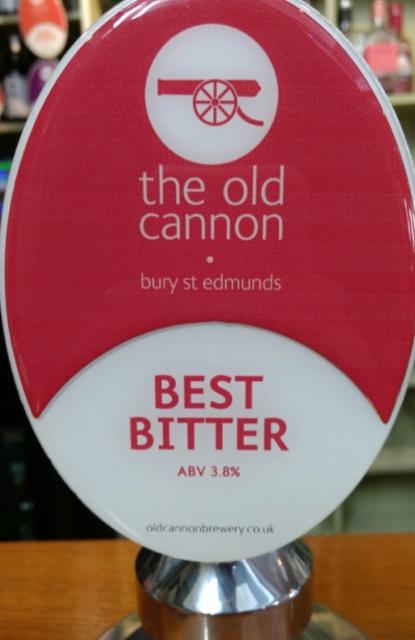 the old
cannon
•
bury st edmunds
BEST
BITTER
ABV 3.8%
oldcannonbrewery.co.uk